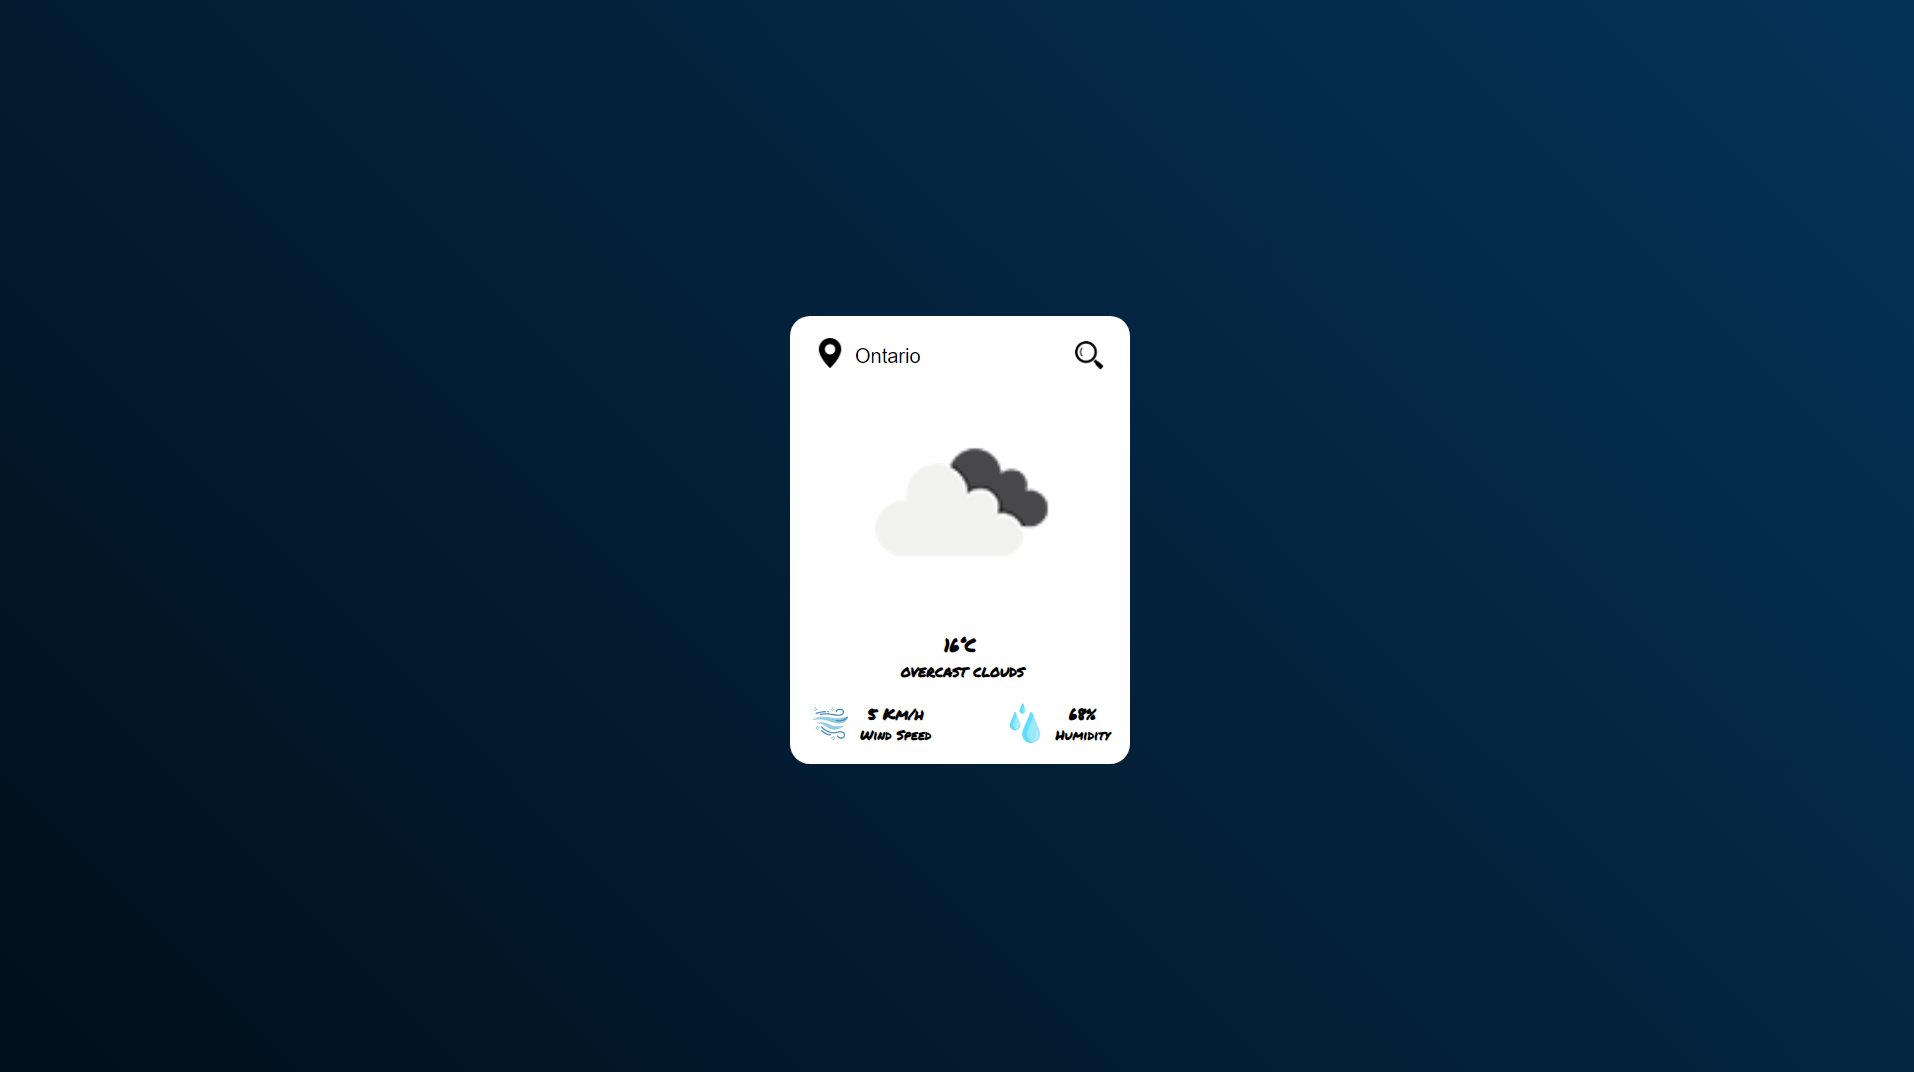 Ontario
16°C
OVERCAST CLOUDS
5 Km/h
Wind Speed
68%
Humidity